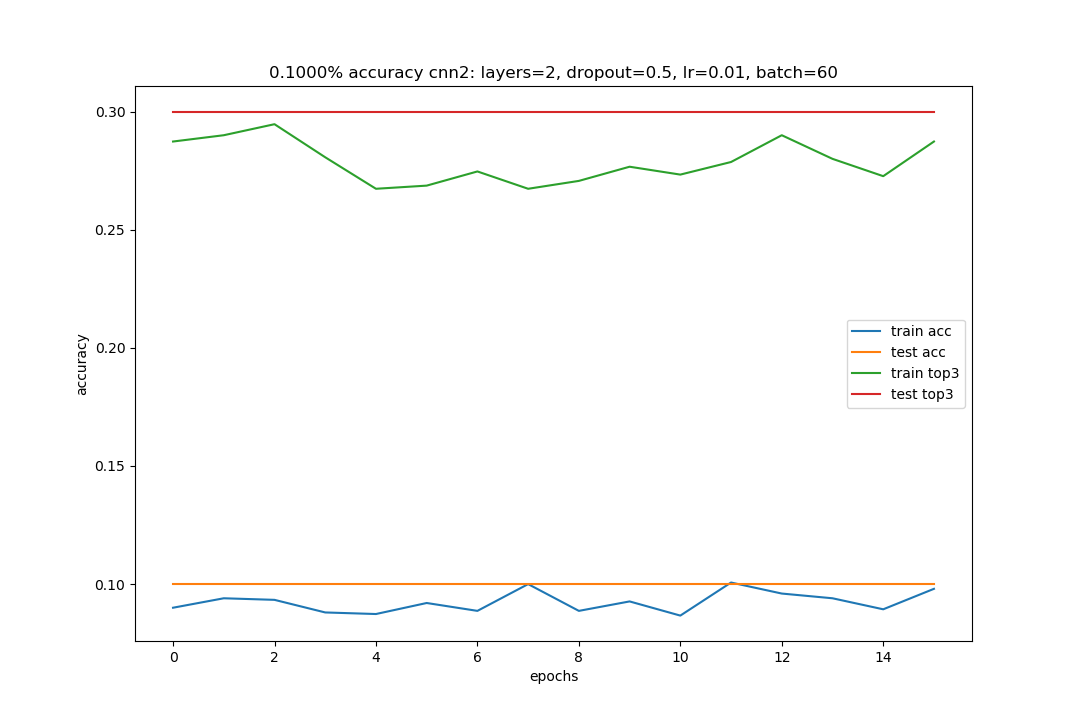 0.1000% accuracy cnn2: layers=2, dropout=0.5, lr=0.01, batch=60
0.30
0.25
0.20
0.15
0.10
accuracy
train acc
test acc
train top3
test top3
0 2 4 6 8 10 12 14
epochs